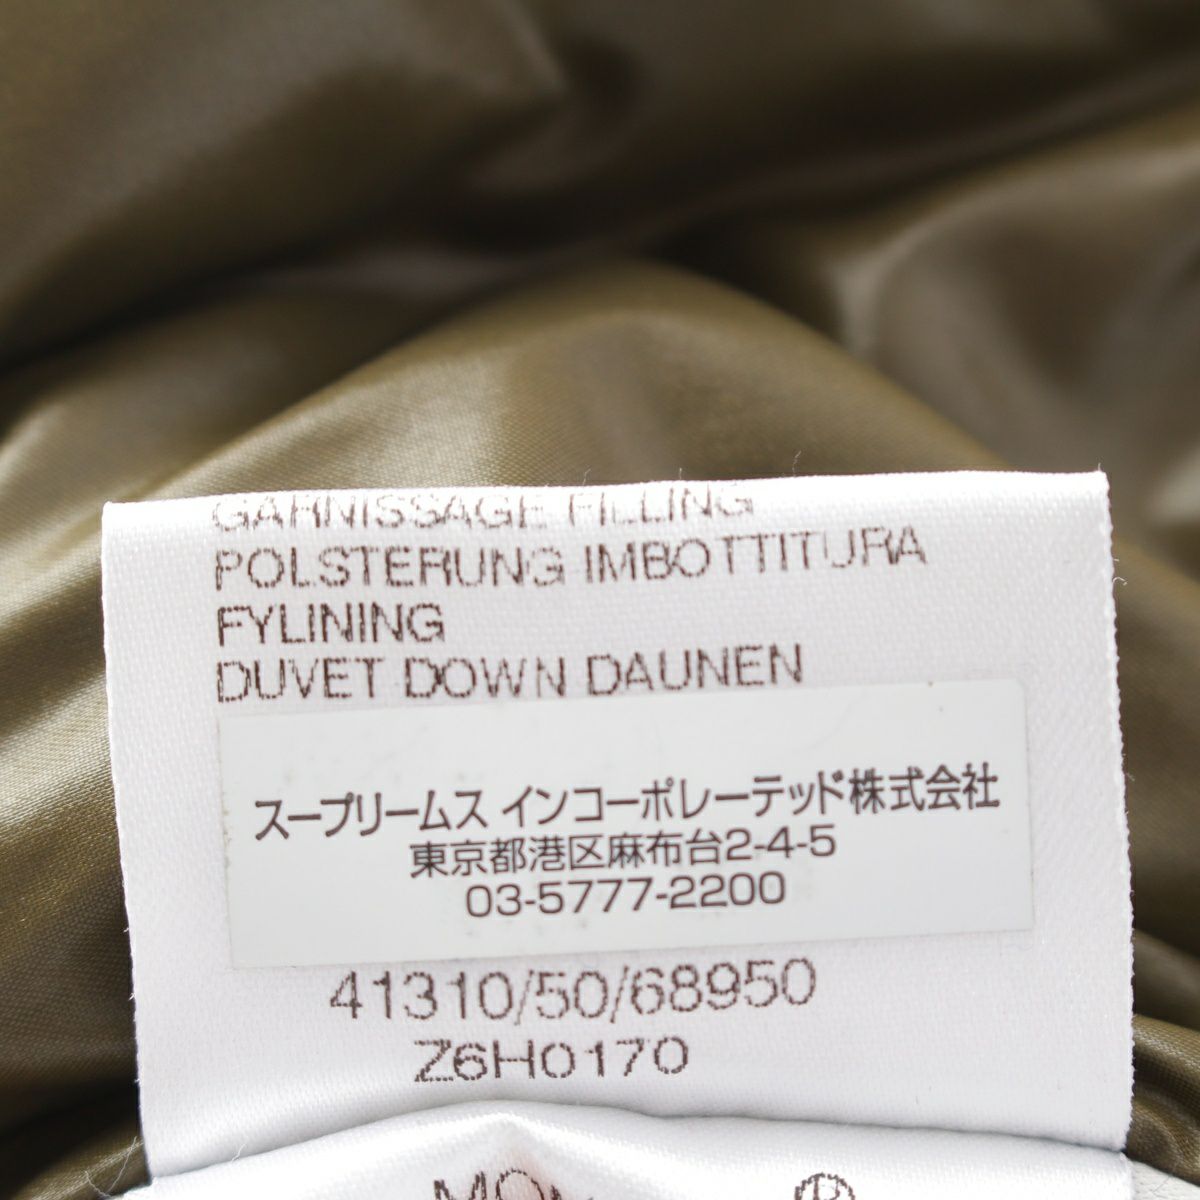 GARNISSAGE FILLING
POLSTERUNG IMBOTTITURA
FYLINING
DUVET DOWN DAUNEN
スープリームス インコーポレーテッド株式会社
東京都港区麻布台2-4-5
03-5777-2200
41310/50/68950
Z6H0170
®